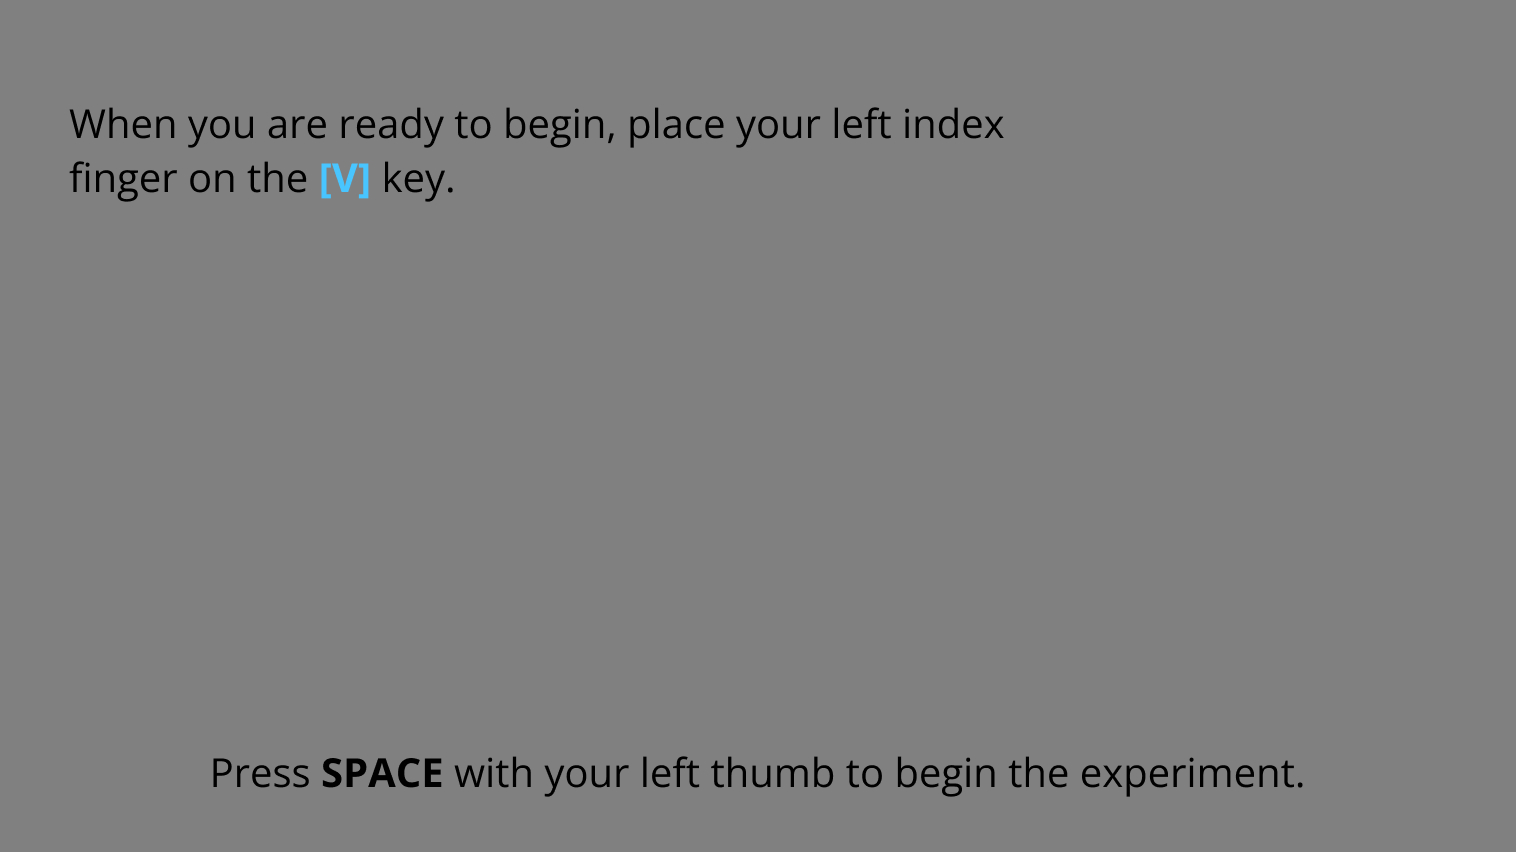 When you are ready to begin, place your left index
finger on the [V] key.
Press SPACE with your left thumb to begin the experiment.